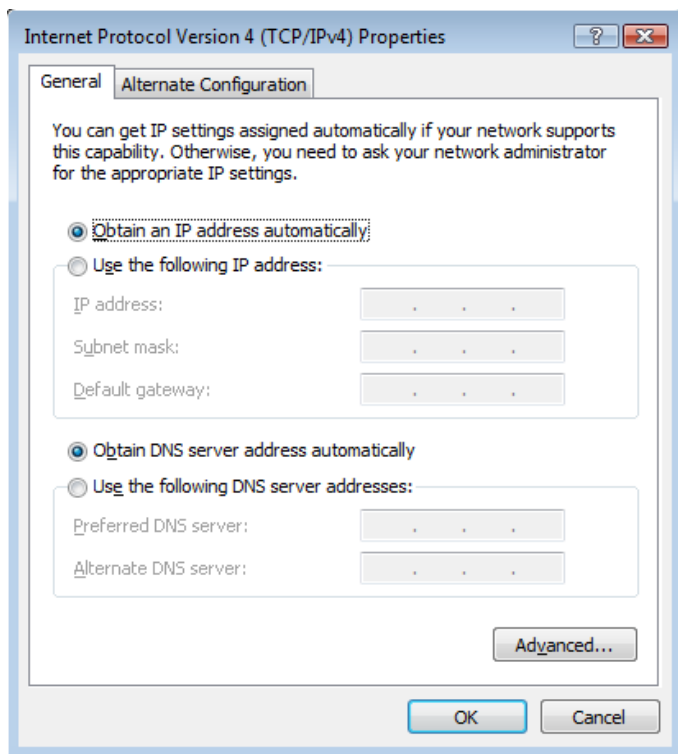 Internet Protocol Version 4 (TCP/IPv4) Properties
?
General
Alternate Configuration
You can get IP settings assigned automatically if your network supports
this capability. Otherwise, you need to ask your network administrator
for the appropriate IP settings.
Obtain an IP address automatically
Use the following IP address:
IP address:
Subnet mask:
Default gateway:
Obtain DNS server address automatically
Use the following DNS server addresses:
Preferred DNS server:
Alternate DNS server:
Advanced...
OK
Cancel